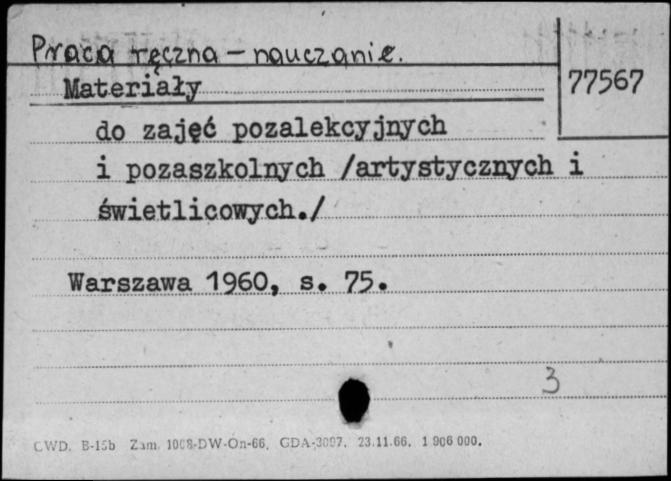 Praca ręczna – nauczanie.
Materiały
77567
do zajęć pozalekcyjnych
i pozaszkolnych /artystycznych i
świetlicowych./
Warszawa 1960, s. 75.
3
CWD. B-15b Zam. 1008-DW-On-66. GDA-3097. 23.11.66. 1 906 000.